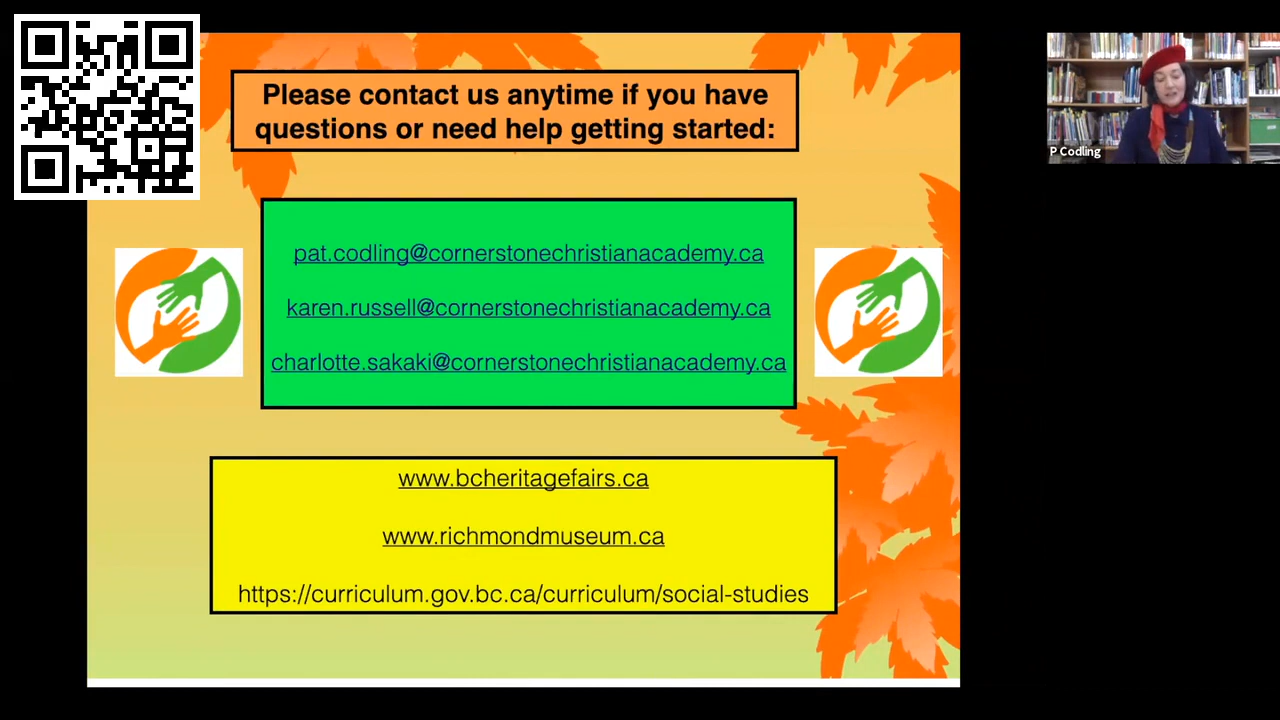 Please contact us anytime if you have
questions or need help getting started:
P Codling
pat.codling@cornerstonechristianacademy.ca
karen.russell@cornerstonechristianacademy.ca
charlotte.sakaki@cornerstonechristianacademy.ca
www.bcheritagefairs.ca
www.richmondmuseum.ca
https://curriculum.gov.bc.ca/curriculum/social-studies